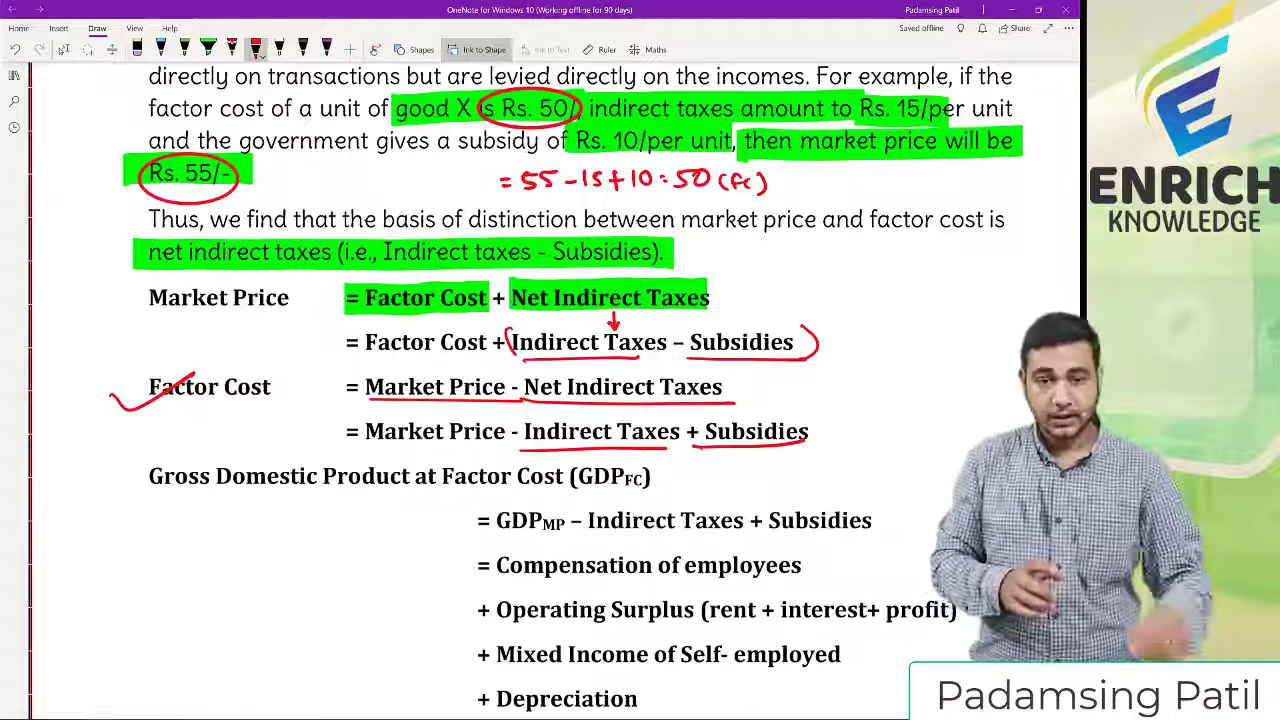 OneNote for Windows 10 (Working offline for 90 days)
Padamsing Patil
Home Insert Draw View Help
Saved offline
Share
Shapes
Ink to Shape
Ink to Text
Ruler
Maths
directly on transactions but are levied directly on the incomes. For example, if the
factor cost of a unit of good X is Rs. 50/ indirect taxes amount to Rs. 15/per unit
and the government gives a subsidy of Rs. 10/per unit, then market price will be
Rs. 55/-
= 55 - 15 + 10 = 50 (fc)
Thus, we find that the basis of distinction between market price and factor cost is
net indirect taxes (i.e., Indirect taxes - Subsidies).
Market Price = Factor Cost + Net Indirect Taxes
= Factor Cost + (Indirect Taxes – Subsidies)
Factor Cost = Market Price - Net Indirect Taxes
= Market Price - Indirect Taxes + Subsidies
Gross Domestic Product at Factor Cost (GDPFC)
= GDPMP – Indirect Taxes + Subsidies
= Compensation of employees
+ Operating Surplus (rent + interest+ profit)
+ Mixed Income of Self- employed
+ Depreciation
ENRICH
KNOWLEDGE
Padamsing Patil